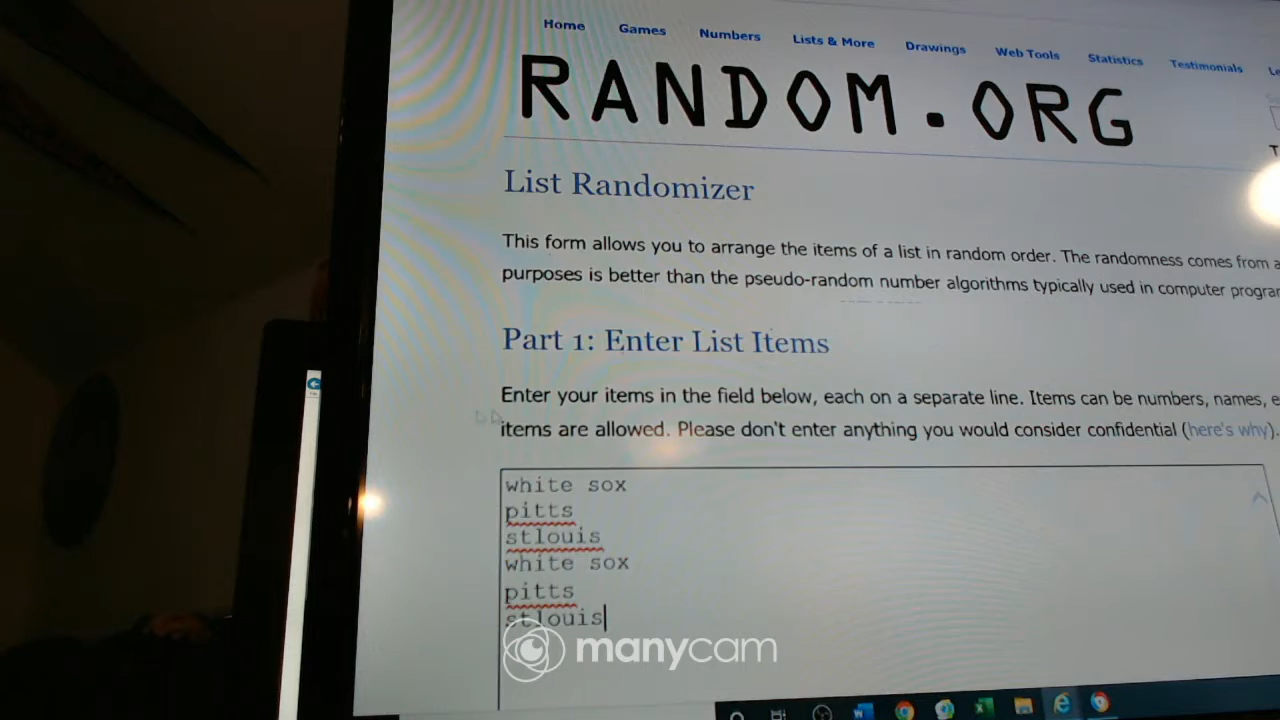 Home Games Numbers Lists & More Drawings Web Tools Statistics Testimonials
RANDOM.ORG
List Randomizer
This form allows you to arrange the items of a list in random order. The randomness comes from
purposes is better than the pseudo-random number algorithms typically used in computer
Part 1: Enter List Items
Enter your items in the field below, each on a separate line. Items can be numbers, names,
items are allowed. Please don't enter anything you would consider confidential (here's why).
white sox
pitts
stlouis
white sox
pitts
stlouis
manycam